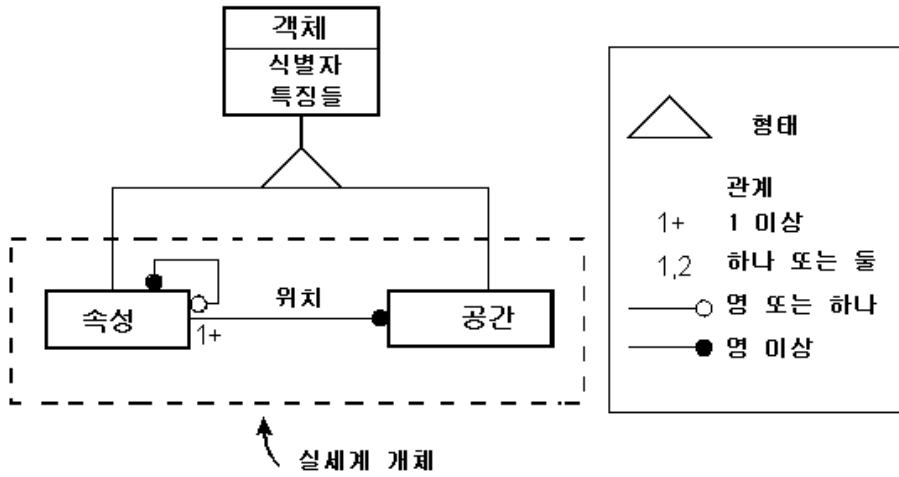 객체
식별자
특징들
속성
1+
위치
공간
실세계 개체
형태
관계
1+ 1 이상
1,2 하나 또는 둘
영 또는 하나
영 이상